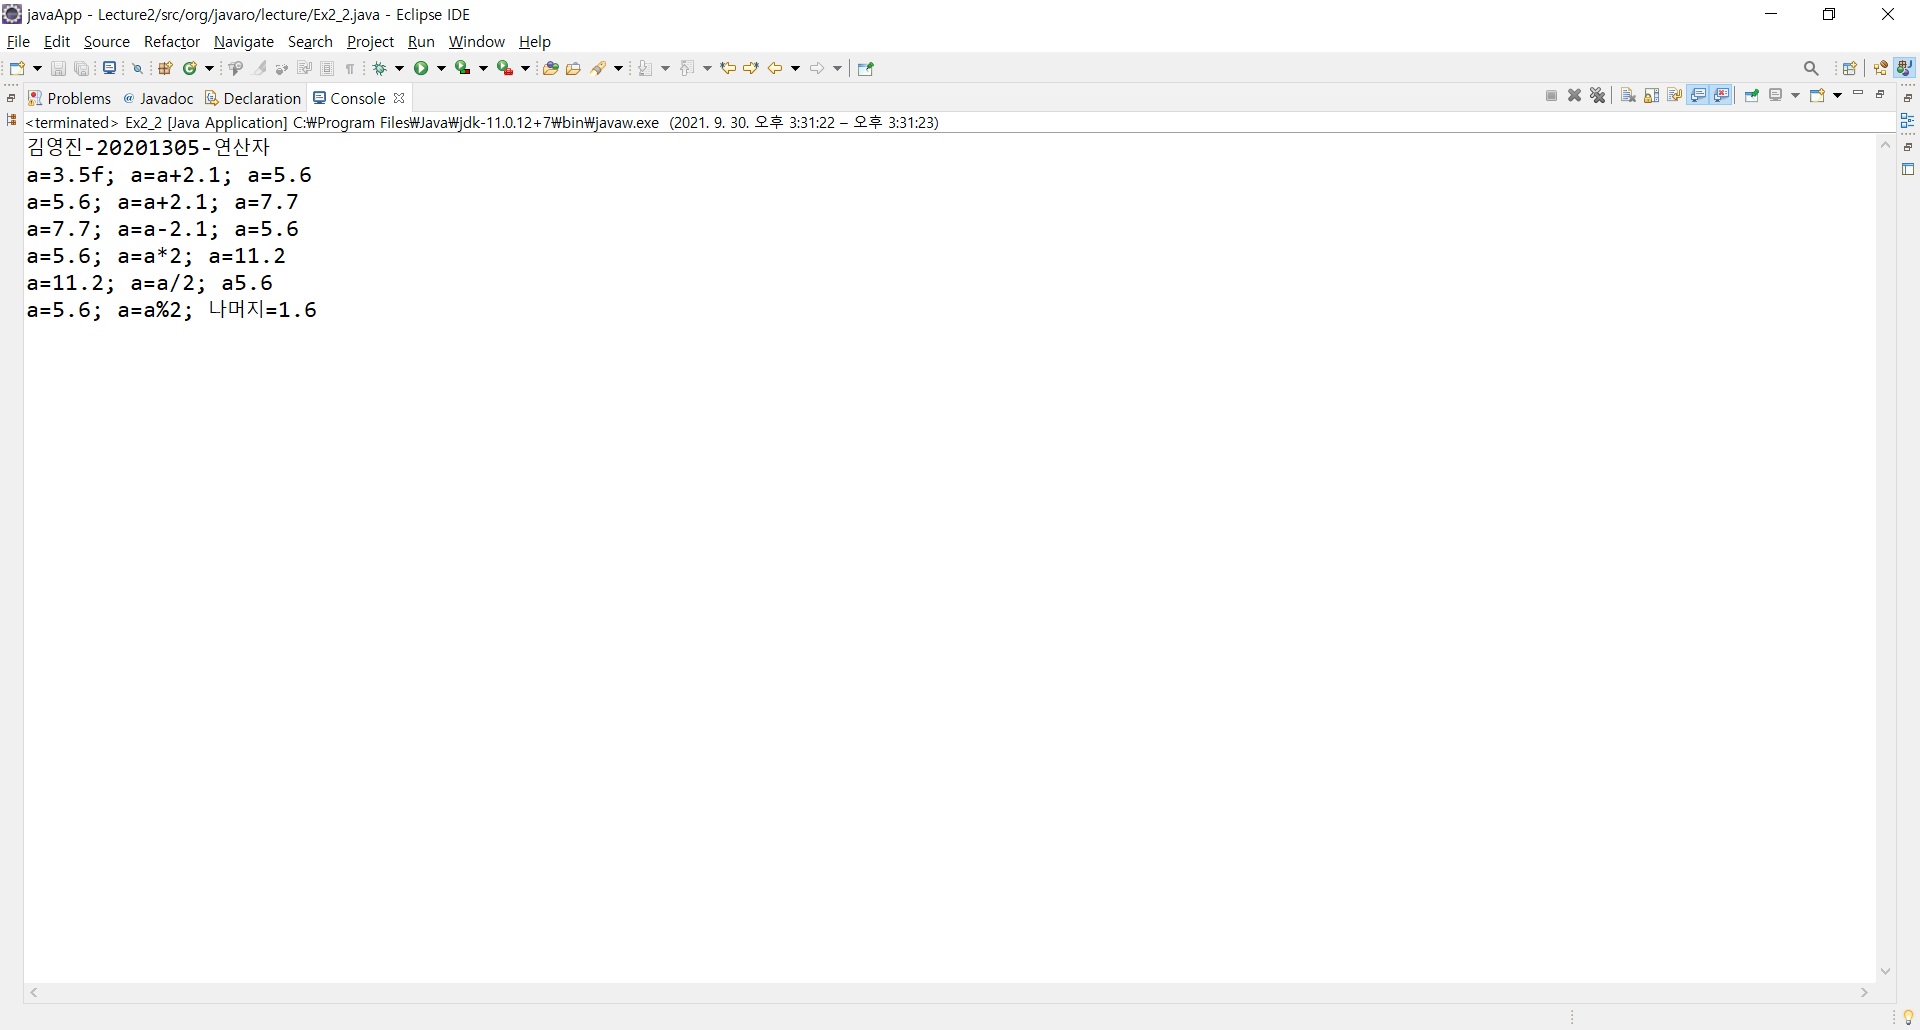 javaApp - Lecture2/src/org/javaro/lecture/Ex2_2.java - Eclipse IDE
File Edit Source Refactor Navigate Search Project Run Window Help
Problems @ Javadoc Declaration Console
<terminated> Ex2_2 [Java Application] C:₩Program Files₩Java₩jdk-11.0.12+7₩bin₩javaw.exe (2021. 9. 30. 오후 3:31:22 – 오후 3:31:23)
김영진-20201305-연산자
a=3.5f; a=a+2.1; a=5.6
a=5.6; a=a+2.1; a=7.7
a=7.7; a=a-2.1; a=5.6
a=5.6; a=a*2; a=11.2
a=11.2; a=a/2; a5.6
a=5.6; a=a%2; 나머지=1.6